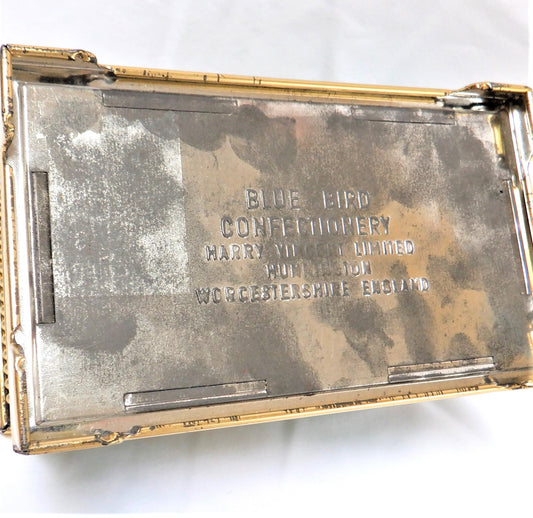 BLUE BIRD
CONFECTIONERY
HARRY VINCENT LIMITED
HUNNINGTON
WORCESTERSHIRE ENGLAND